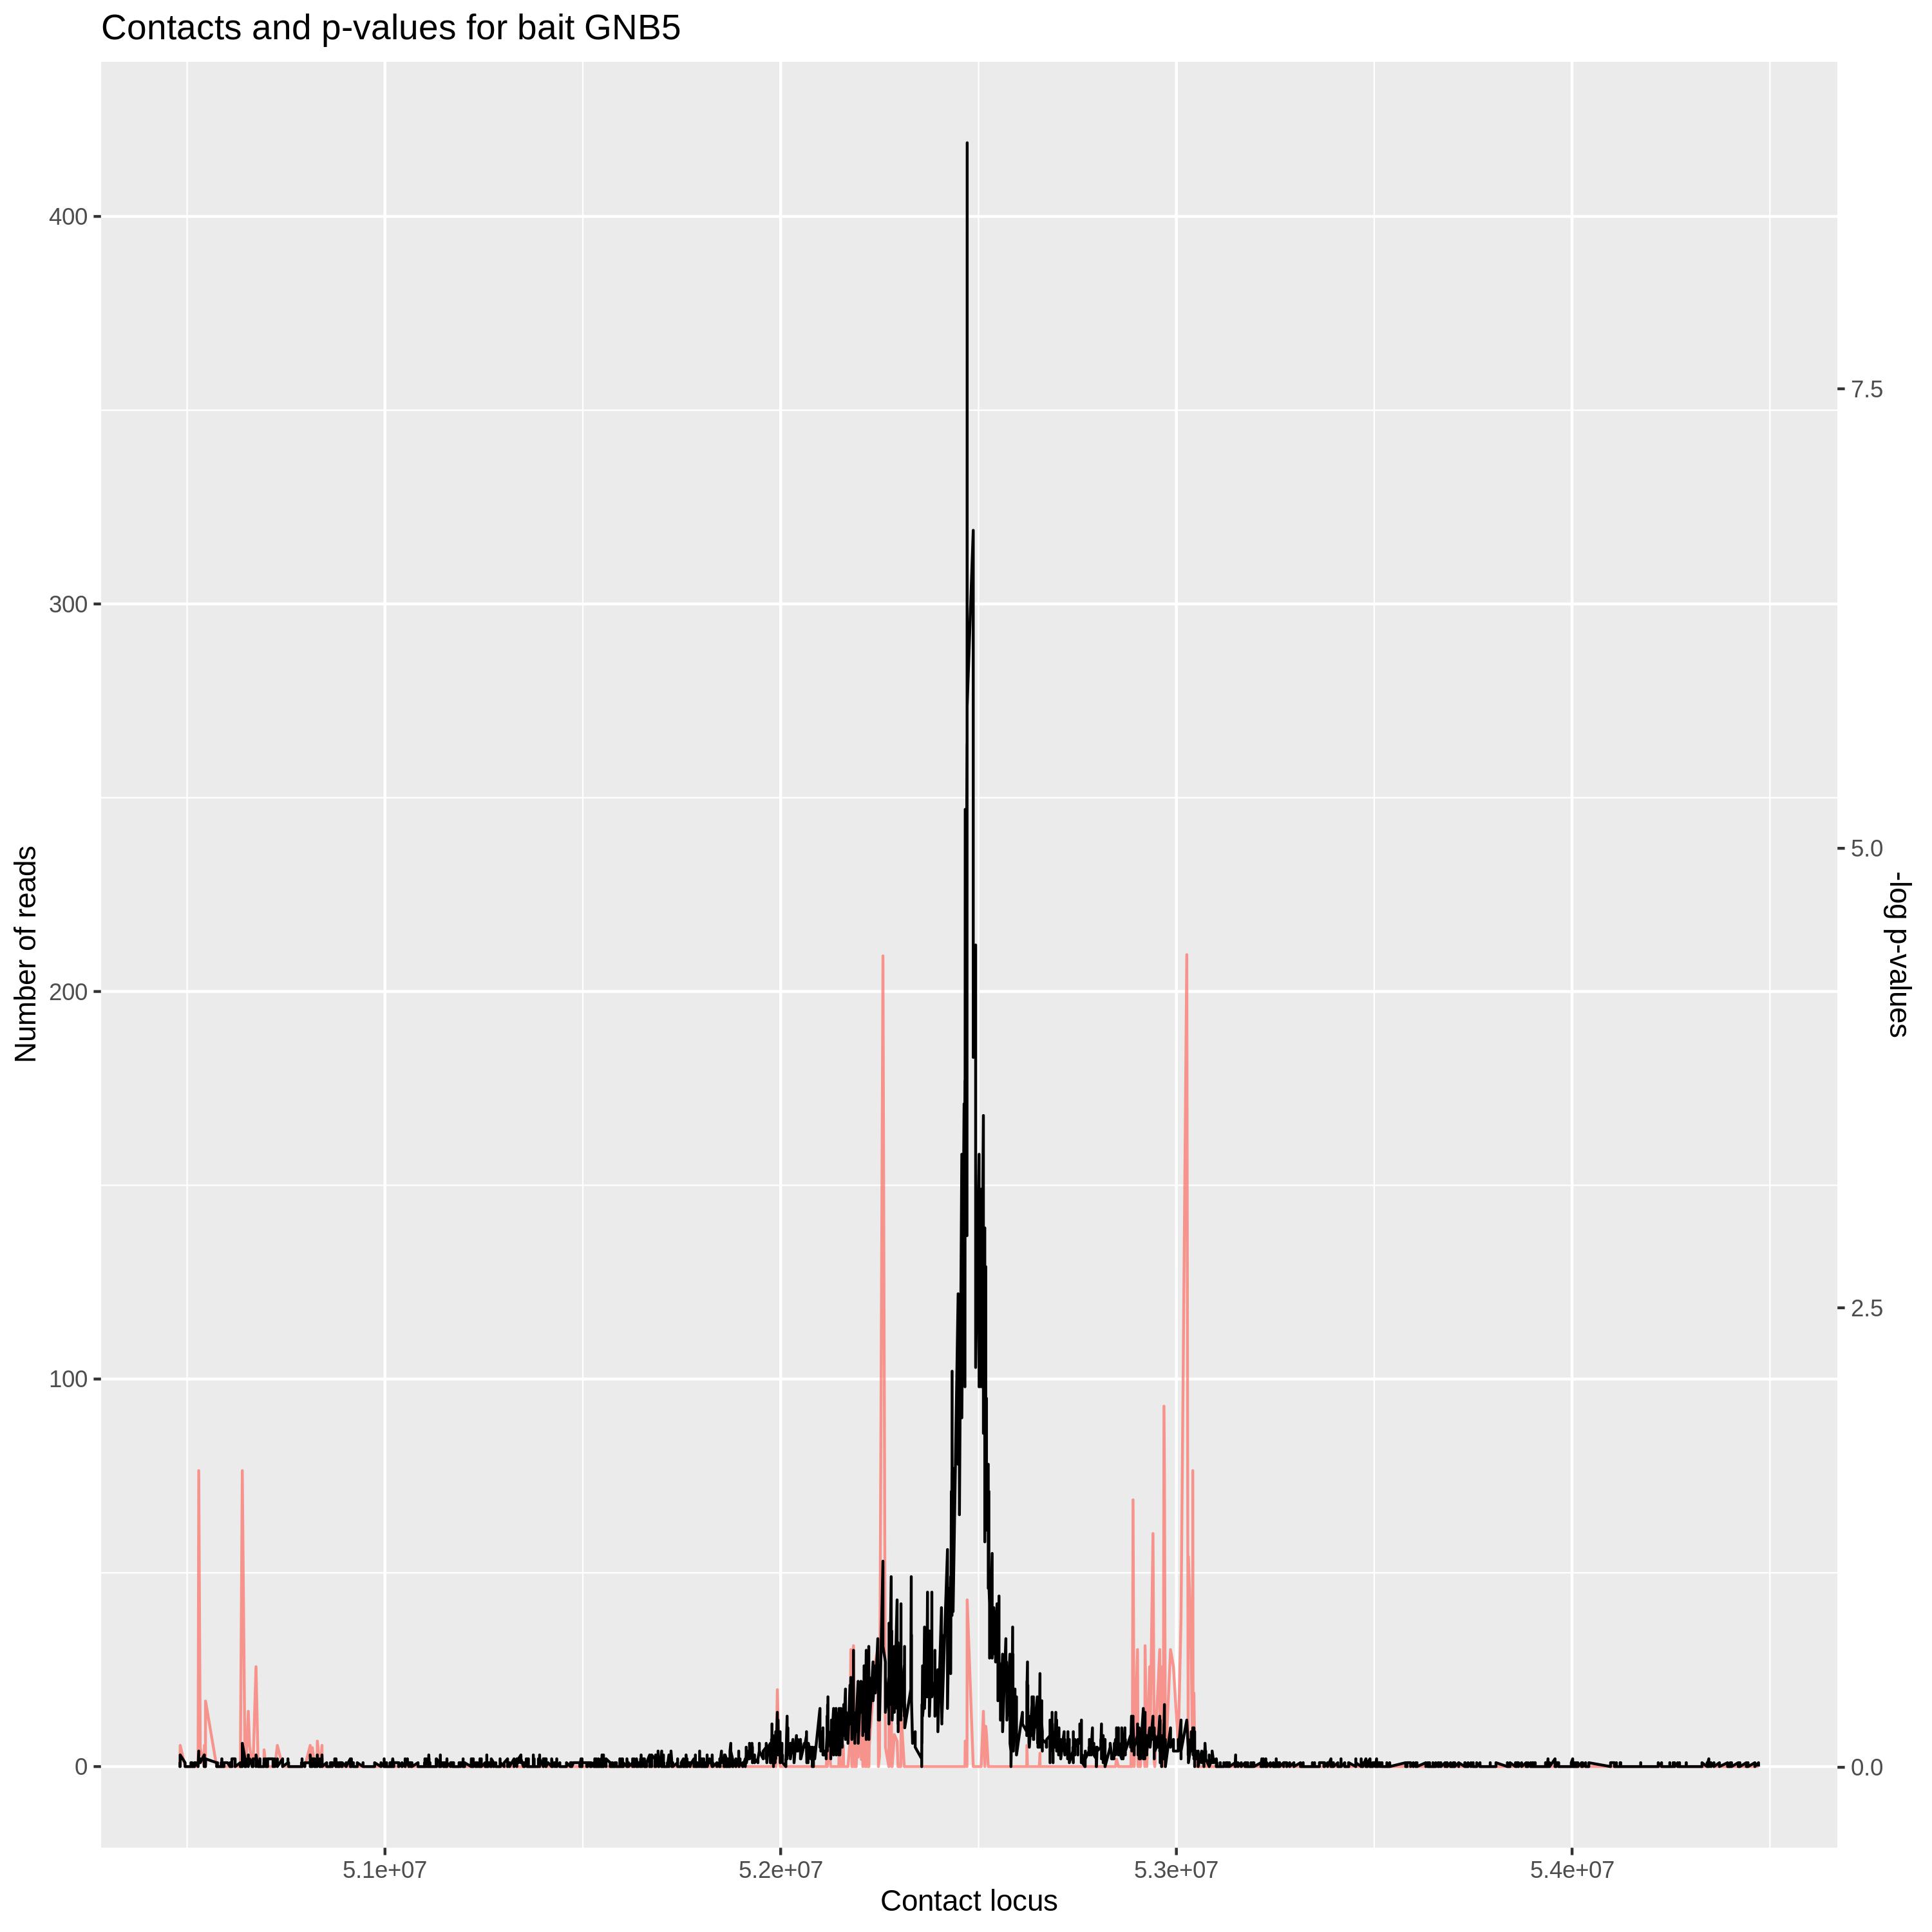 Contacts and p-values for bait GNB5
400
300
200
100
0
Number of reads
7.5
5.0
2.5
0.0
-log p-values
5.1e+07
5.2e+07
5.3e+07
5.4e+07
Contact locus